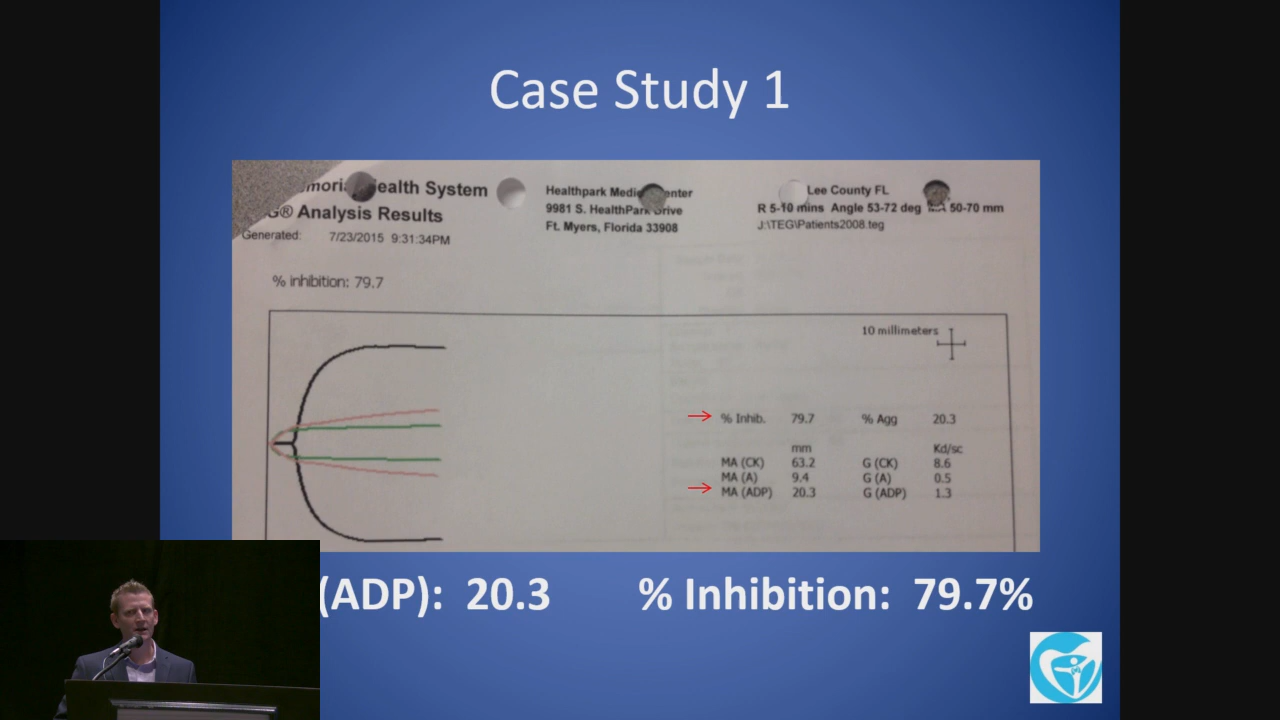 Case Study 1
ealth System
® Analysis Results
Generated: 7/23/2015 9:31:34PM
Healthpark
9981 S. HealthPark Drive
Ft. Myers, Florida 33908
Lee County FL
R 5-10 mins Angle 53-72 deg 50-70 mm
J:\TEG\Patients2008.teg
% inhibition: 79.7
10 millimeters
% Inhib. 79.7 % Agg 20.3
mm Kd/sc
MA (CK) 63.2 G (CK) 8.6
MA (A) 9.4 G (A) 0.5
MA (ADP) 20.3 G (ADP) 1.3
(ADP): 20.3 % Inhibition: 79.7%